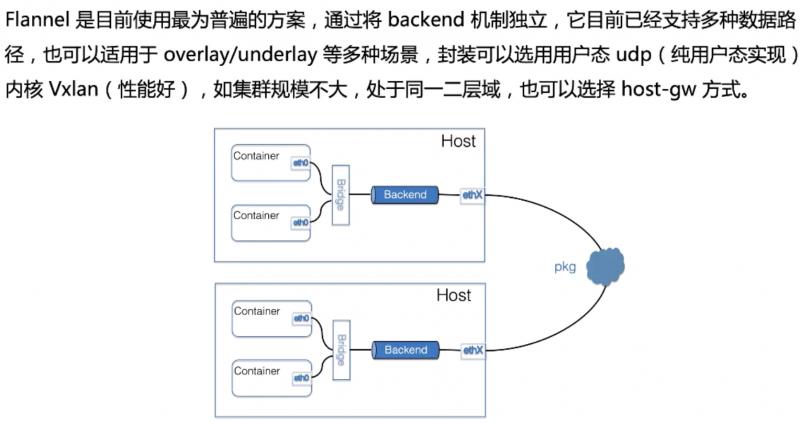 Flannel 是目前使用最为普遍的方案，通过将 backend 机制独立，它目前已经支持多种数据路
径，也可以适用于 overlay/underlay 等多种场景，封装可以选用用户态 udp（纯用户态实现）
内核 Vxlan（性能好），如集群规模不大，处于同一二层域，也可以选择 host-gw 方式。
Host
Container
eth0
Container
eth0
Bridge
Backend
ethX
pkg
Host
Container
eth0
Container
eth0
Bridge
Backend
ethX